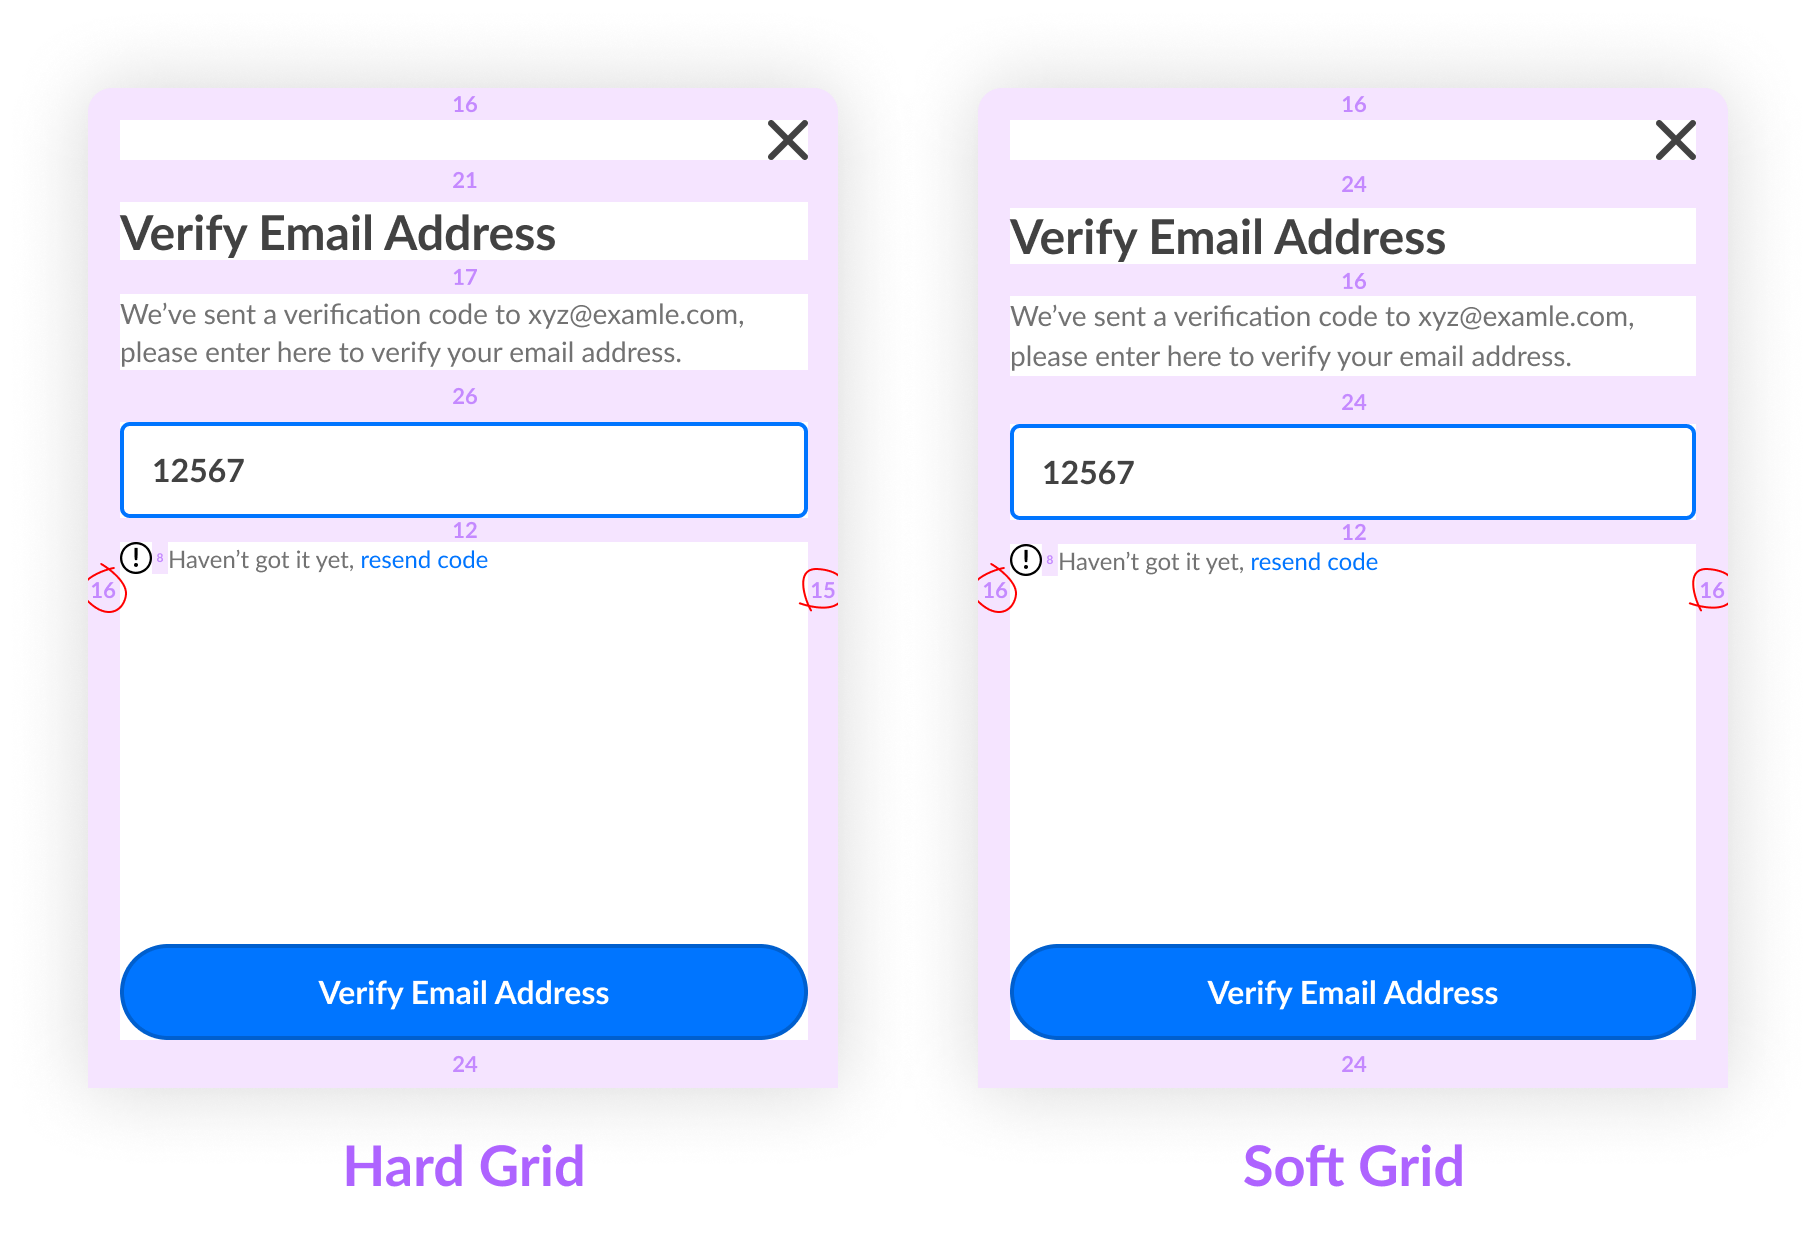 16
21
Verify Email Address
17
We’ve sent a verification code to xyz@examle.com,
please enter here to verify your email address.
26
12567
12
8 Haven’t got it yet, resend code
16
15
Verify Email Address
24
Hard Grid
16
24
Verify Email Address
16
We’ve sent a verification code to xyz@examle.com,
please enter here to verify your email address.
24
12567
12
8 Haven’t got it yet, resend code
16
16
Verify Email Address
24
Soft Grid